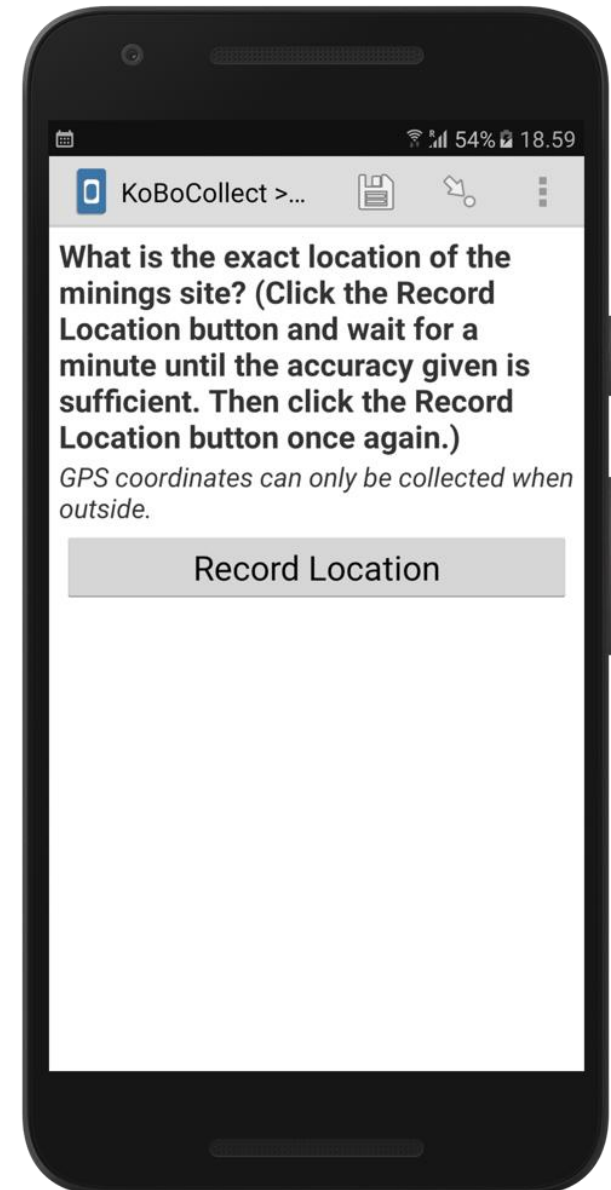 54% 18.59
KoBoCollect >...
What is the exact location of the
minings site? (Click the Record
Location button and wait for a
minute until the accuracy given is
sufficient. Then click the Record
Location button once again.)
GPS coordinates can only be collected when
outside.
Record Location